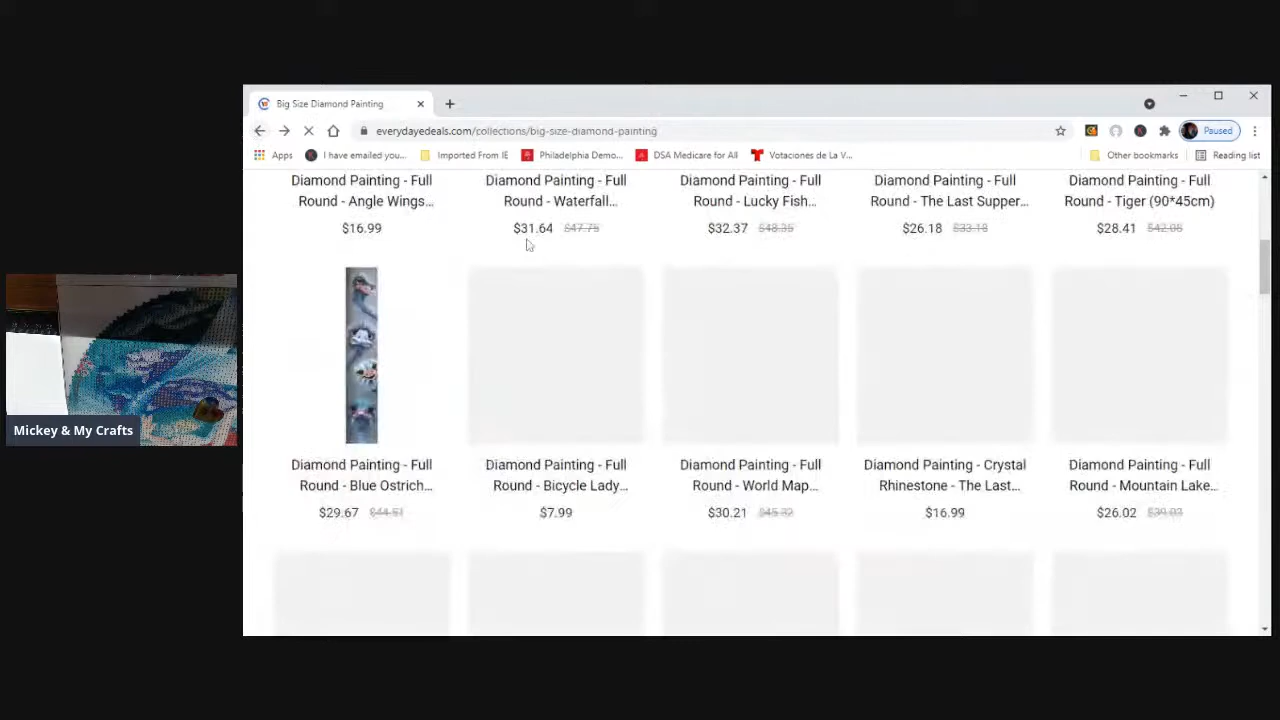 Big Size Diamond Painting
everydayedeals.com/collections/big-size-diamond-painting
Paused
Apps
I have emailed you...
Imported From IE
Philadelphia Demo...
DSA Medicare for All
Votaciones de La V...
Other bookmarks
Reading list
Diamond Painting - Full
Round - Angle Wings...
$16.99
Diamond Painting - Full
Round - Waterfall...
$31.64 $47.75
Diamond Painting - Full
Round - Lucky Fish...
$32.37 $48.35
Diamond Painting - Full
Round - The Last Supper...
$26.18 $33.18
Diamond Painting - Full
Round - Tiger (90*45cm)
$28.41 $42.08
Diamond Painting - Full
Round - Blue Ostrich...
$29.67 $44.51
Diamond Painting - Full
Round - Bicycle Lady...
$7.99
Diamond Painting - Full
Round - World Map...
$30.21 $45.32
Diamond Painting - Crystal
Rhinestone - The Last...
$16.99
Diamond Painting - Full
Round - Mountain Lake...
$26.02 $39.03
Mickey & My Crafts